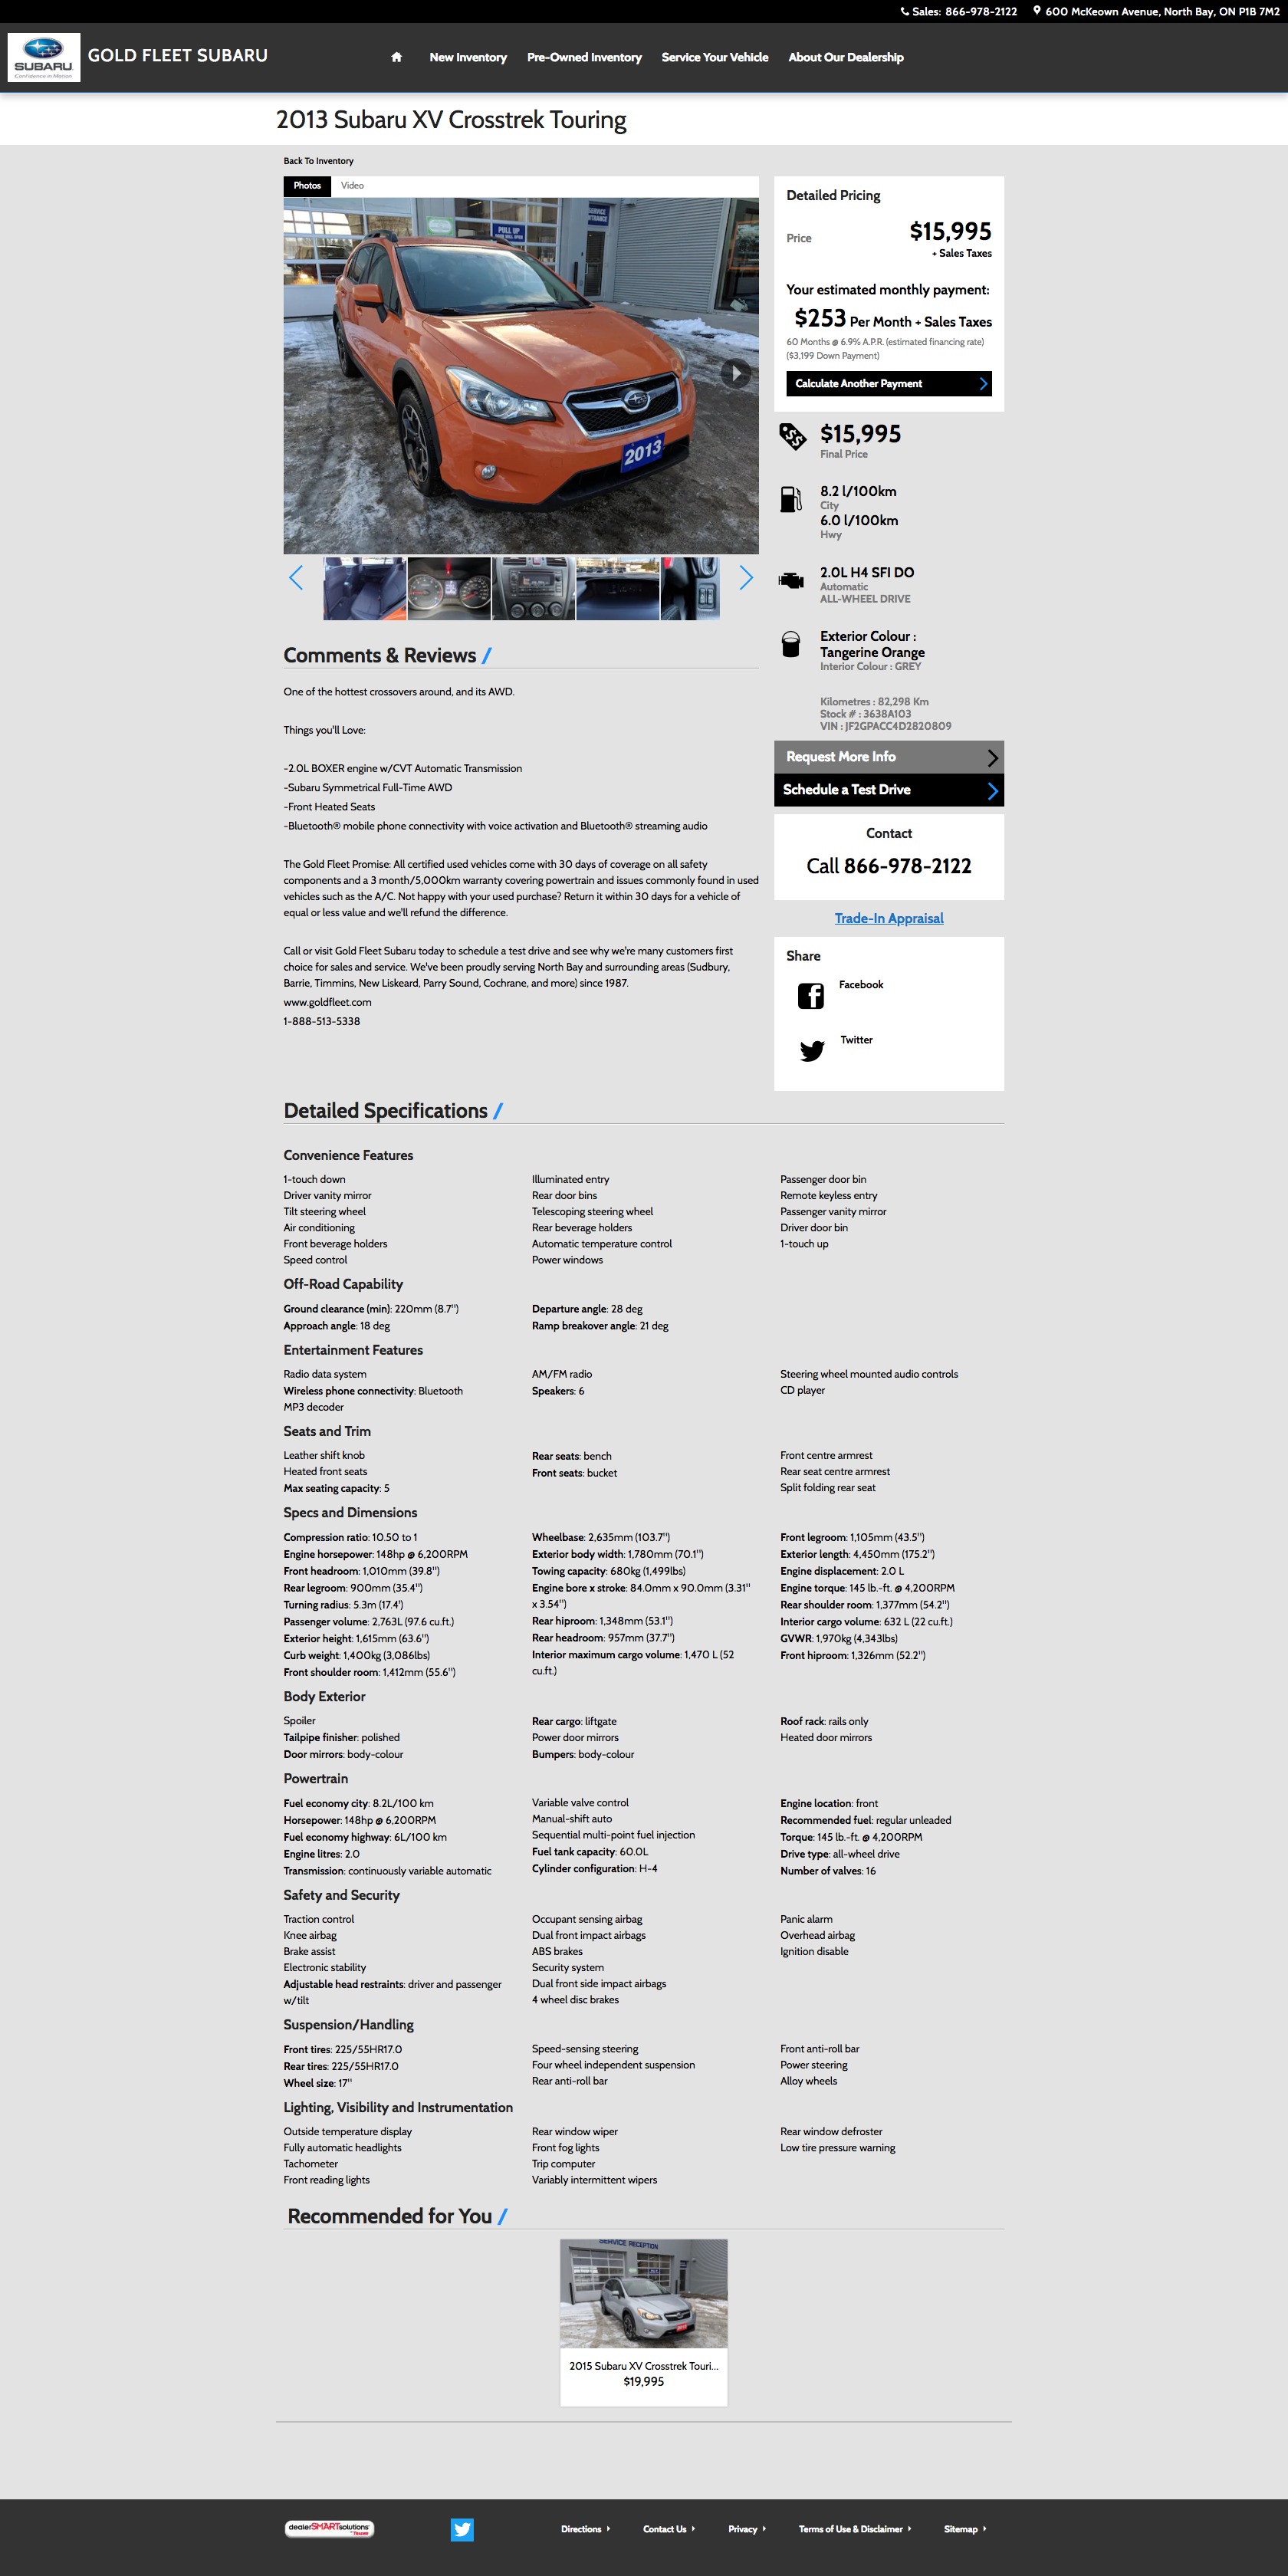 Sales: 866-978-2122 600 McKeown Avenue, North Bay, ON P1B 7M2
SUBARU
Confidence in Motion
GOLD FLEET SUBARU
New Inventory Pre-Owned Inventory Service Your Vehicle About Our Dealership
2013 Subaru XV Crosstrek Touring
Back To Inventory
Photos Video
SERVICE
ENTRANCE
PULL UP
2013
Detailed Pricing
Price $15,995
+ Sales Taxes
Your estimated monthly payment:
$253 Per Month + Sales Taxes
60 Months @ 6.9% A.P.R. (estimated financing rate)
($3,199 Down Payment)
Calculate Another Payment
$15,995
Final Price
8.2 l/100km
City
6.0 l/100km
Hwy
2.0L H4 SFI DO
Automatic
ALL-WHEEL DRIVE
Exterior Colour :
Tangerine Orange
Interior Colour : GREY
Kilometres : 82,298 Km
Stock # : 3638A103
VIN : JF2GPACC4D2820809
Request More Info
Schedule a Test Drive
Contact
Call 866-978-2122
Trade-In Appraisal
Share
Facebook
Twitter
Comments & Reviews /
One of the hottest crossovers around, and its AWD.
Things you'll Love:
-2.0L BOXER engine w/CVT Automatic Transmission
-Subaru Symmetrical Full-Time AWD
-Front Heated Seats
-Bluetooth® mobile phone connectivity with voice activation and Bluetooth® streaming audio
The Gold Fleet Promise: All certified used vehicles come with 30 days of coverage on all safety
components and a 3 month/5,000km warranty covering powertrain and issues commonly found in used
vehicles such as the A/C. Not happy with your used purchase? Return it within 30 days for a vehicle of
equal or less value and we'll refund the difference.
Call or visit Gold Fleet Subaru today to schedule a test drive and see why we're many customers first
choice for sales and service. We've been proudly serving North Bay and surrounding areas (Sudbury,
Barrie, Timmins, New Liskeard, Parry Sound, Cochrane, and more) since 1987.
www.goldfleet.com
1-888-513-5338
Detailed Specifications /
Convenience Features
1-touch down Illuminated entry Passenger door bin
Driver vanity mirror Rear door bins Remote keyless entry
Tilt steering wheel Telescoping steering wheel Passenger vanity mirror
Air conditioning Rear beverage holders Driver door bin
Front beverage holders Automatic temperature control 1-touch up
Speed control Power windows
Off-Road Capability
Ground clearance (min): 220mm (8.7") Departure angle: 28 deg
Approach angle: 18 deg Ramp breakover angle: 21 deg
Entertainment Features
Radio data system AM/FM radio Steering wheel mounted audio controls
Wireless phone connectivity: Bluetooth Speakers: 6 CD player
MP3 decoder
Seats and Trim
Leather shift knob Rear seats: bench Front centre armrest
Heated front seats Front seats: bucket Rear seat centre armrest
Max seating capacity: 5 Split folding rear seat
Specs and Dimensions
Compression ratio: 10.50 to 1 Wheelbase: 2,635mm (103.7") Front legroom: 1,105mm (43.5")
Engine horsepower: 148hp @ 6,200RPM Exterior body width: 1,780mm (70.1") Exterior length: 4,450mm (175.2")
Front headroom: 1,010mm (39.8") Towing capacity: 680kg (1,499lbs) Engine displacement: 2.0 L
Rear legroom: 900mm (35.4") Engine bore x stroke: 84.0mm x 90.0mm (3.31" Engine torque: 145 lb.-ft. @ 4,200RPM
Turning radius: 5.3m (17.4') x 3.54") Rear shoulder room: 1,377mm (54.2")
Passenger volume: 2,763L (97.6 cu.ft.) Rear hiproom: 1,348mm (53.1") Interior cargo volume: 632 L (22 cu.ft.)
Exterior height: 1,615mm (63.6") Rear headroom: 957mm (37.7") GVWR: 1,970kg (4,343lbs)
Curb weight: 1,400kg (3,086lbs) Interior maximum cargo volume: 1,470 L (52 Front hiproom: 1,326mm (52.2")
Front shoulder room: 1,412mm (55.6") cu.ft.)
Body Exterior
Spoiler Rear cargo: liftgate Roof rack: rails only
Tailpipe finisher: polished Power door mirrors Heated door mirrors
Door mirrors: body-colour Bumpers: body-colour
Powertrain
Fuel economy city: 8.2L/100 km Variable valve control Engine location: front
Horsepower: 148hp @ 6,200RPM Manual-shift auto Recommended fuel: regular unleaded
Fuel economy highway: 6L/100 km Sequential multi-point fuel injection Torque: 145 lb.-ft. @ 4,200RPM
Engine litres: 2.0 Fuel tank capacity: 60.0L Drive type: all-wheel drive
Transmission: continuously variable automatic Cylinder configuration: H-4 Number of valves: 16
Safety and Security
Traction control Occupant sensing airbag Panic alarm
Knee airbag Dual front impact airbags Overhead airbag
Brake assist ABS brakes Ignition disable
Electronic stability Security system
Adjustable head restraints: driver and passenger Dual front side impact airbags
w/tilt 4 wheel disc brakes
Suspension/Handling
Front tires: 225/55HR17.0 Speed-sensing steering Front anti-roll bar
Rear tires: 225/55HR17.0 Four wheel independent suspension Power steering
Wheel size: 17" Rear anti-roll bar Alloy wheels
Lighting, Visibility and Instrumentation
Outside temperature display Rear window wiper Rear window defroster
Fully automatic headlights Front fog lights Low tire pressure warning
Tachometer Trip computer
Front reading lights Variably intermittent wipers
Recommended for You /
SERVICE RECEPTION
2015 Subaru XV Crosstrek Touri...
$19,995
dealerSMARTsolutions
Directions Contact Us Privacy Terms of Use & Disclaimer Sitemap